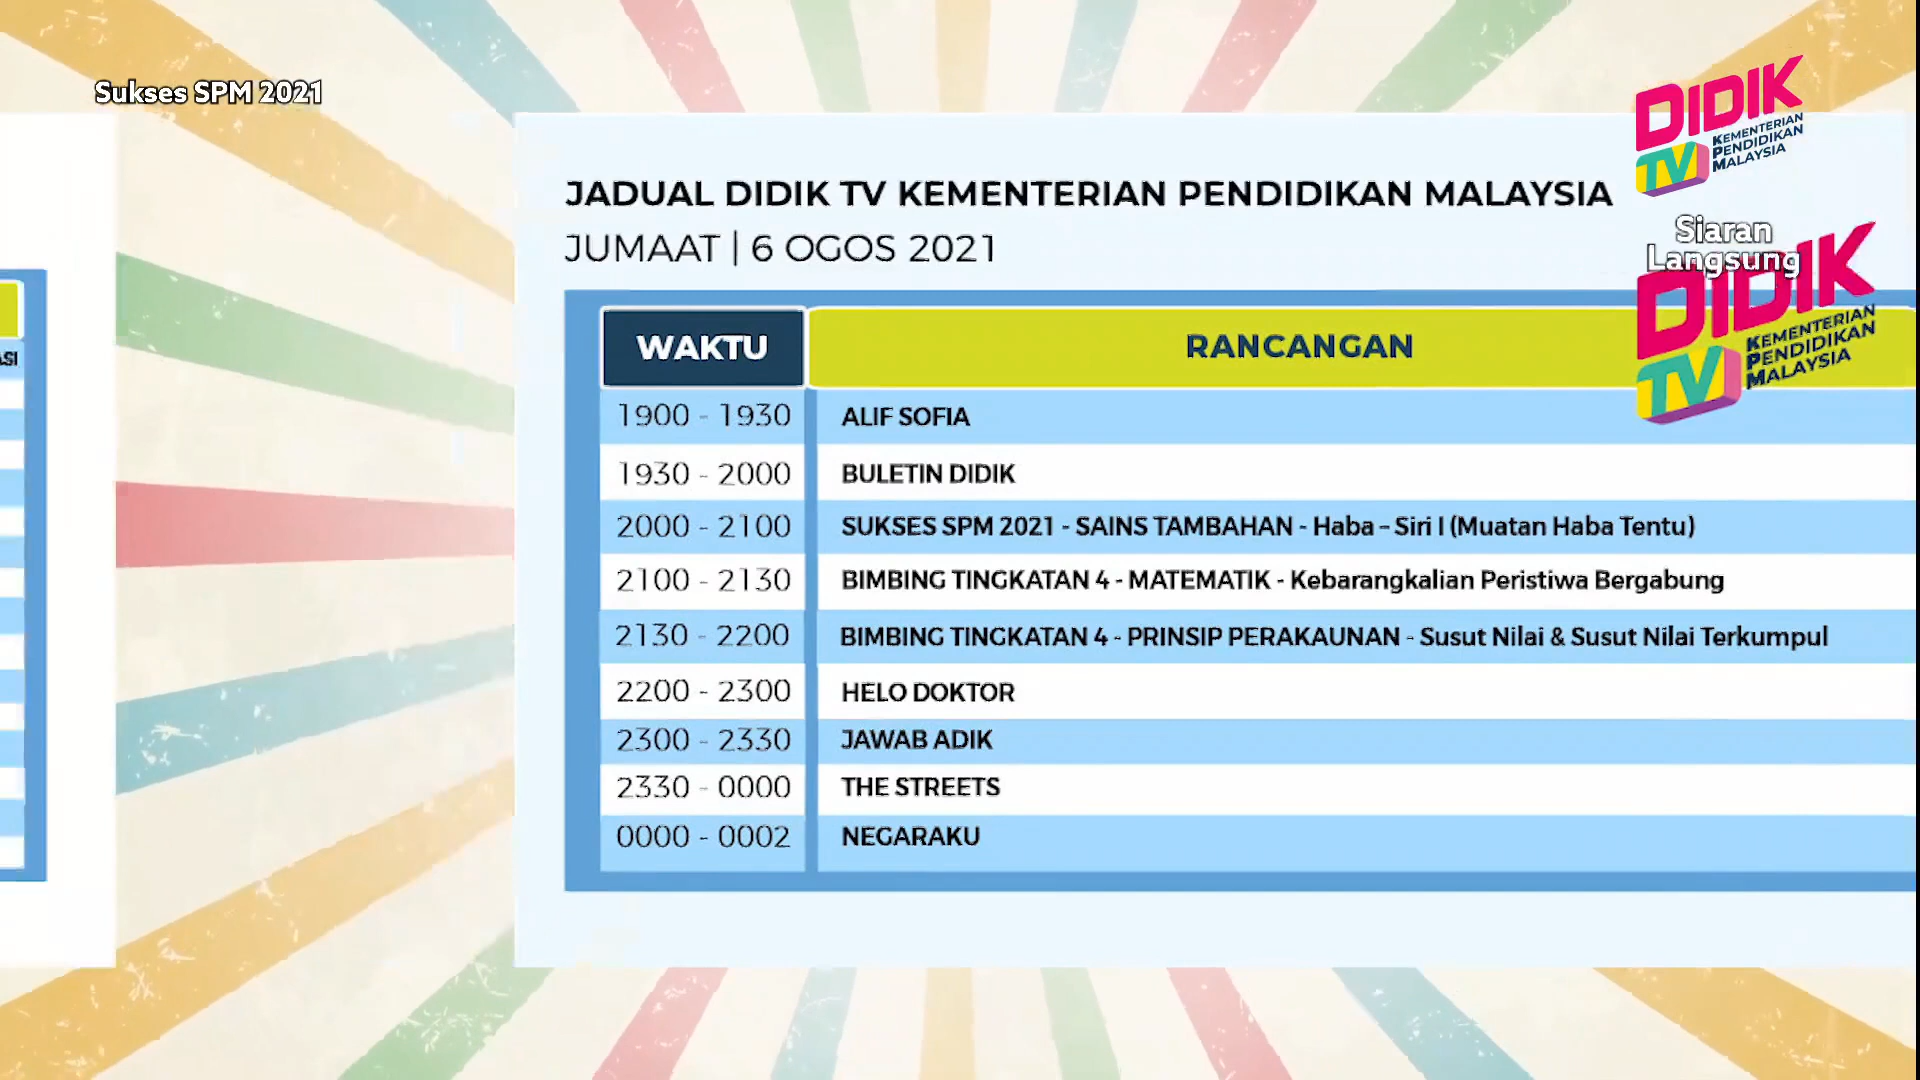 Sukses SPM 2021
DIDIK
TV
KEMENTERIAN
PENDIDIKAN
MALAYSIA
JADUAL DIDIK TV KEMENTERIAN PENDIDIKAN MALAYSIA
JUMAAT | 6 OGOS 2021
Siaran
Langsung
DIDIK
TV
KEMENTERIAN
PENDIDIKAN
MALAYSIA
WAKTU RANCANGAN
1900 - 1930 ALIF SOFIA
1930 - 2000 BULETIN DIDIK
2000 - 2100 SUKSES SPM 2021 - SAINS TAMBAHAN - Haba – Siri I (Muatan Haba Tentu)
2100 - 2130 BIMBING TINGKATAN 4 - MATEMATIK - Kebarangkalian Peristiwa Bergabung
2130 - 2200 BIMBING TINGKATAN 4 - PRINSIP PERAKAUNAN - Susut Nilai & Susut Nilai Terkumpul
2200 - 2300 HELO DOKTOR
2300 - 2330 JAWAB ADIK
2330 - 0000 THE STREETS
0000 - 0002 NEGARAKU